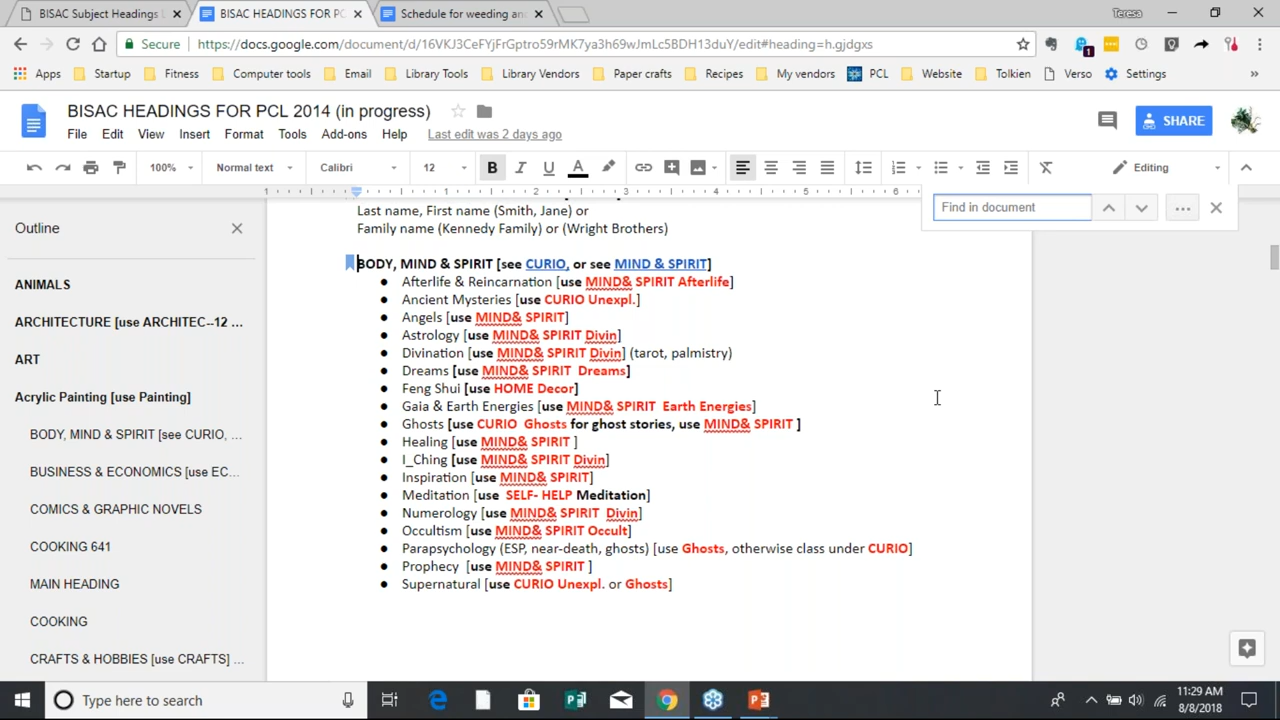 BISAC Subject Headings L
BISAC HEADINGS FOR PC
Schedule for weeding an
Teresa
Secure
https://docs.google.com/document/d/16VKJ3CeFYjFrGptro59rMK7ya3h69wJmLc5BDH13duY/edit#heading=h.gjdgxs
1
Apps
Startup
Fitness
Computer tools
Email
Library Tools
Library Vendors
Paper crafts
Recipes
My vendors
PCL
Website
Tolkien
Verso
Settings
»
BISAC HEADINGS FOR PCL 2014 (in progress)
File Edit View Insert Format Tools Add-ons Help Last edit was 2 days ago
SHARE
100% Normal text Calibri 12 B I U A Editing
1 1 2 3 4 5 6
Find in document
Outline
ANIMALS
ARCHITECTURE [use ARCHITEC--12 ...
ART
Acrylic Painting [use Painting]
BODY, MIND & SPIRIT [see CURIO, ...
BUSINESS & ECONOMICS [use EC...
COMICS & GRAPHIC NOVELS
COOKING 641
MAIN HEADING
COOKING
CRAFTS & HOBBIES [use CRAFTS] ...
Last name, First name (Smith, Jane) or
Family name (Kennedy Family) or (Wright Brothers)
BODY, MIND & SPIRIT [see CURIO, or see MIND & SPIRIT]
● Afterlife & Reincarnation [use MIND& SPIRIT Afterlife]
● Ancient Mysteries [use CURIO Unexpl.]
● Angels [use MIND& SPIRIT]
● Astrology [use MIND& SPIRIT Divin]
● Divination [use MIND& SPIRIT Divin] (tarot, palmistry)
● Dreams [use MIND& SPIRIT Dreams]
● Feng Shui [use HOME Decor]
● Gaia & Earth Energies [use MIND& SPIRIT Earth Energies]
● Ghosts [use CURIO Ghosts for ghost stories, use MIND& SPIRIT ]
● Healing [use MIND& SPIRIT ]
● I_Ching [use MIND& SPIRIT Divin]
● Inspiration [use MIND& SPIRIT]
● Meditation [use SELF- HELP Meditation]
● Numerology [use MIND& SPIRIT Divin]
● Occultism [use MIND& SPIRIT Occult]
● Parapsychology (ESP, near-death, ghosts) [use Ghosts, otherwise class under CURIO]
● Prophecy [use MIND& SPIRIT ]
● Supernatural [use CURIO Unexpl. or Ghosts]
Type here to search
11:29 AM
8/8/2018